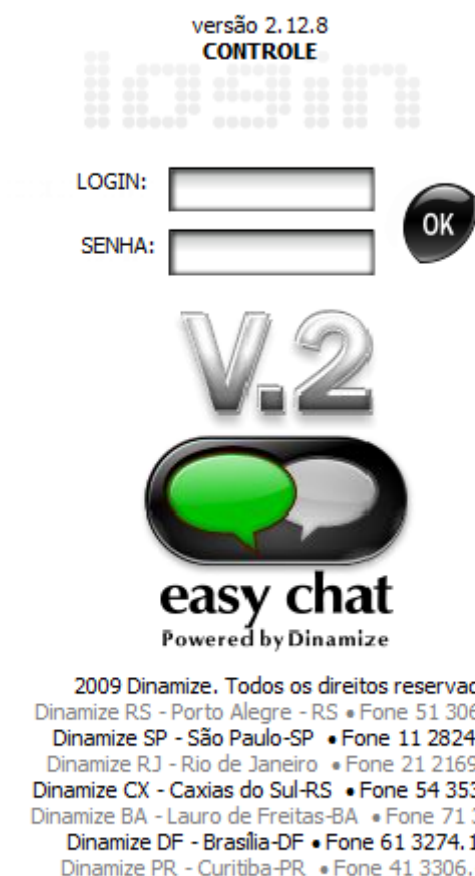 versão 2.12.8
CONTROLE
login
LOGIN:
OK
SENHA:
V.2
easy chat
Powered by Dinamize
2009 Dinamize. Todos os direitos reservad
Dinamize RS - Porto Alegre - RS • Fone 51 306
Dinamize SP - São Paulo-SP • Fone 11 2824
Dinamize RJ - Rio de Janeiro • Fone 21 2169
Dinamize CX - Caxias do Sul-RS • Fone 54 353
Dinamize BA - Lauro de Freitas-BA • Fone 71 3
Dinamize DF - Brasília-DF • Fone 61 3274.1
Dinamize PR - Curitiba-PR • Fone 41 3306.